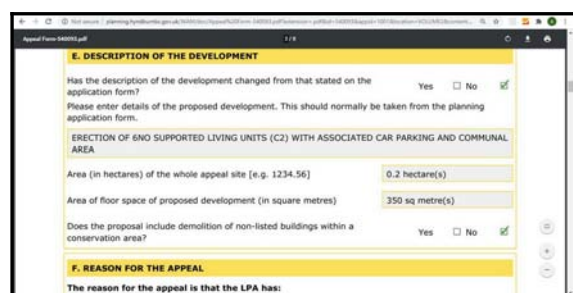 Not secure
Appeal Form-540093.pdf
E. DESCRIPTION OF THE DEVELOPMENT
Has the description of the development changed from that stated on the
application form?
Yes No
Please enter details of the proposed development. This should normally be taken from the planning
application form.
ERECTION OF 6NO SUPPORTED LIVING UNITS (C2) WITH ASSOCIATED CAR PARKING AND COMMUNAL
AREA
Area (in hectares) of the whole appeal site [e.g. 1234.56] 0.2 hectare(s)
Area of floor space of proposed development (in square metres) 350 sq metre(s)
Does the proposal include demolition of non-listed buildings within a
conservation area?
Yes No
F. REASON FOR THE APPEAL
The reason for the appeal is that the LPA has: